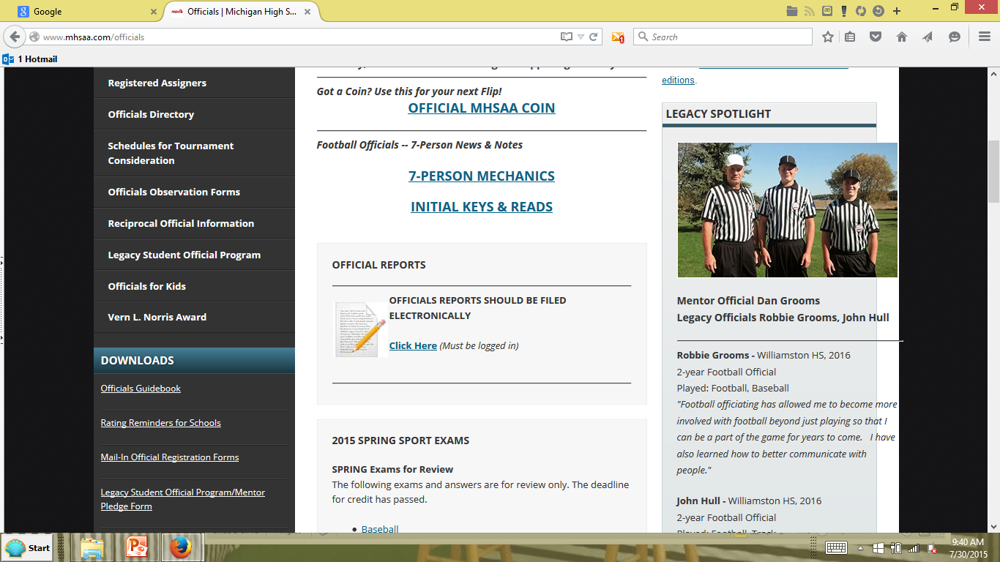 Google
Officials | Michigan High S...
www.mhsaa.com/officials
Search
1 Hotmail
Registered Assigners
Officials Directory
Schedules for Tournament
Consideration
Officials Observation Forms
Reciprocal Official Information
Legacy Student Official Program
Officials for Kids
Vern L. Norris Award
DOWNLOADS
Officials Guidebook
Rating Reminders for Schools
Mail-In Official Registration Forms
Legacy Student Official Program/Mentor
Pledge Form
Got a Coin? Use this for your next Flip!
OFFICIAL MHSAA COIN
Football Officials -- 7-Person News & Notes
7-PERSON MECHANICS
INITIAL KEYS & READS
OFFICIAL REPORTS
OFFICIALS REPORTS SHOULD BE FILED
ELECTRONICALLY
Click Here (Must be logged in)
2015 SPRING SPORT EXAMS
SPRING Exams for Review
The following exams and answers are for review only. The deadline
for credit has passed.
• Baseball
editions.
LEGACY SPOTLIGHT
Mentor Official Dan Grooms
Legacy Officials Robbie Grooms, John Hull
Robbie Grooms - Williamston HS, 2016
2-year Football Official
Played: Football, Baseball
"Football officiating has allowed me to become more
involved with football beyond just playing so that I
can be a part of the game for years to come. I have
also learned how to better communicate with
people."
John Hull - Williamston HS, 2016
2-year Football Official
Played: Football, Track
Start
9:40 AM
7/30/2015